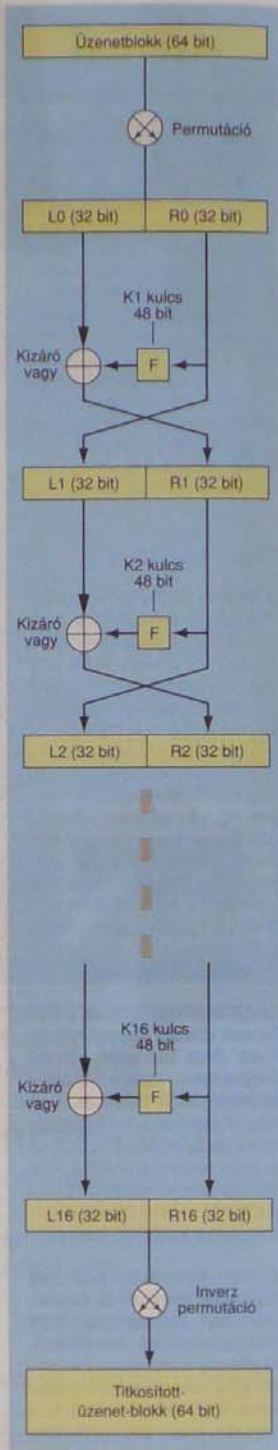 Üzenetblokk (64 bit)
Permutáció
L0 (32 bit) R0 (32 bit)
K1 kulcs
48 bit
Kizáró
vagy
F
L1 (32 bit) R1 (32 bit)
K2 kulcs
48 bit
Kizáró
vagy
F
L2 (32 bit) R2 (32 bit)
K16 kulcs
48 bit
Kizáró
vagy
F
L16 (32 bit) R16 (32 bit)
Inverz
permutáció
Titkosított-
üzenet-blokk (64 bit)